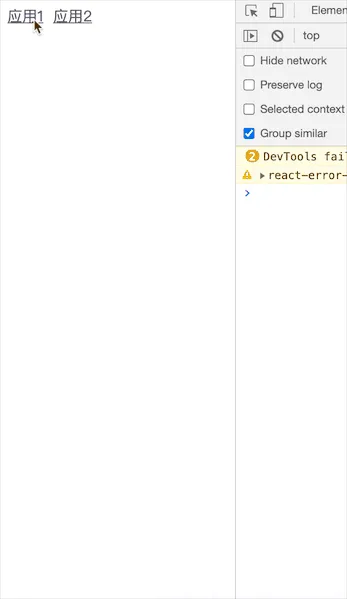 应用1 应用2
Elemen
top
Hide network
Preserve log
Selected context
Group similar
2 DevTools fai
react-error-